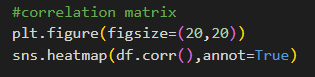 #correlation matrix
plt.figure(figsize=(20,20))
sns.heatmap(df.corr(),annot=True)